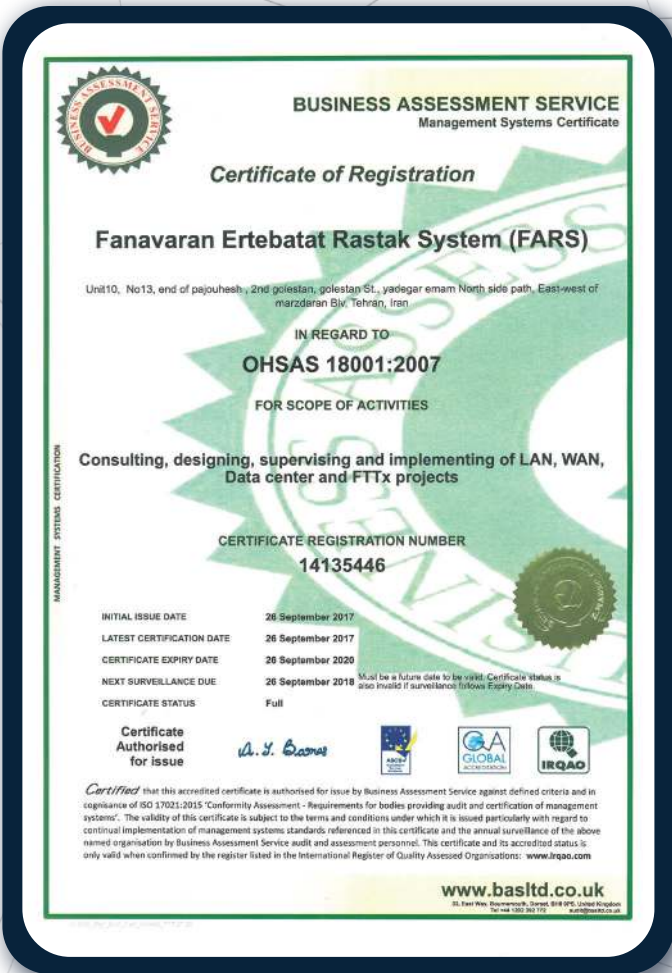 BUSINESS ASSESSMENT SERVICE
BUSINESS ASSESSMENT SERVICE
Management Systems Certificate
Certificate of Registration
Fanavaran Ertebatat Rastak System (FARS)
Unit10, No13, end of pajouhesh , 2nd golestan, golestan St., yadegar emam North side path, East-west of
marzdaran Blv, Tehran, Iran
IN REGARD TO
OHSAS 18001:2007
FOR SCOPE OF ACTIVITIES
Consulting, designing, supervising and implementing of LAN, WAN,
Data center and FTTx projects
MANAGEMENT SYSTEMS CERTIFICATION
CERTIFICATE REGISTRATION NUMBER
14135446
INITIAL ISSUE DATE 26 September 2017
LATEST CERTIFICATION DATE 26 September 2017
CERTIFICATE EXPIRY DATE 26 September 2020
NEXT SURVEILLANCE DUE 26 September 2018 Must be a future date to be valid. Certificate status is
also invalid if surveillance follows Expiry Date.
CERTIFICATE STATUS Full
Certificate
Authorised
for issue
ABCB
GA
GLOBAL
ACCREDITATION
IRQAO
Certified that this accredited certificate is authorised for issue by Business Assessment Service against defined criteria and in
cognisance of ISO 17021:2015 'Conformity Assessment - Requirements for bodies providing audit and certification of management
systems'. The validity of this certificate is subject to the terms and conditions under which it is issued particularly with regard to
continual implementation of management systems standards referenced in this certificate and the annual surveillance of the above
named organisation by Business Assessment Service audit and assessment personnel. This certificate and its accredited status is
only valid when confirmed by the register listed in the International Register of Quality Assessed Organisations: www.irqao.com
www.basltd.co.uk